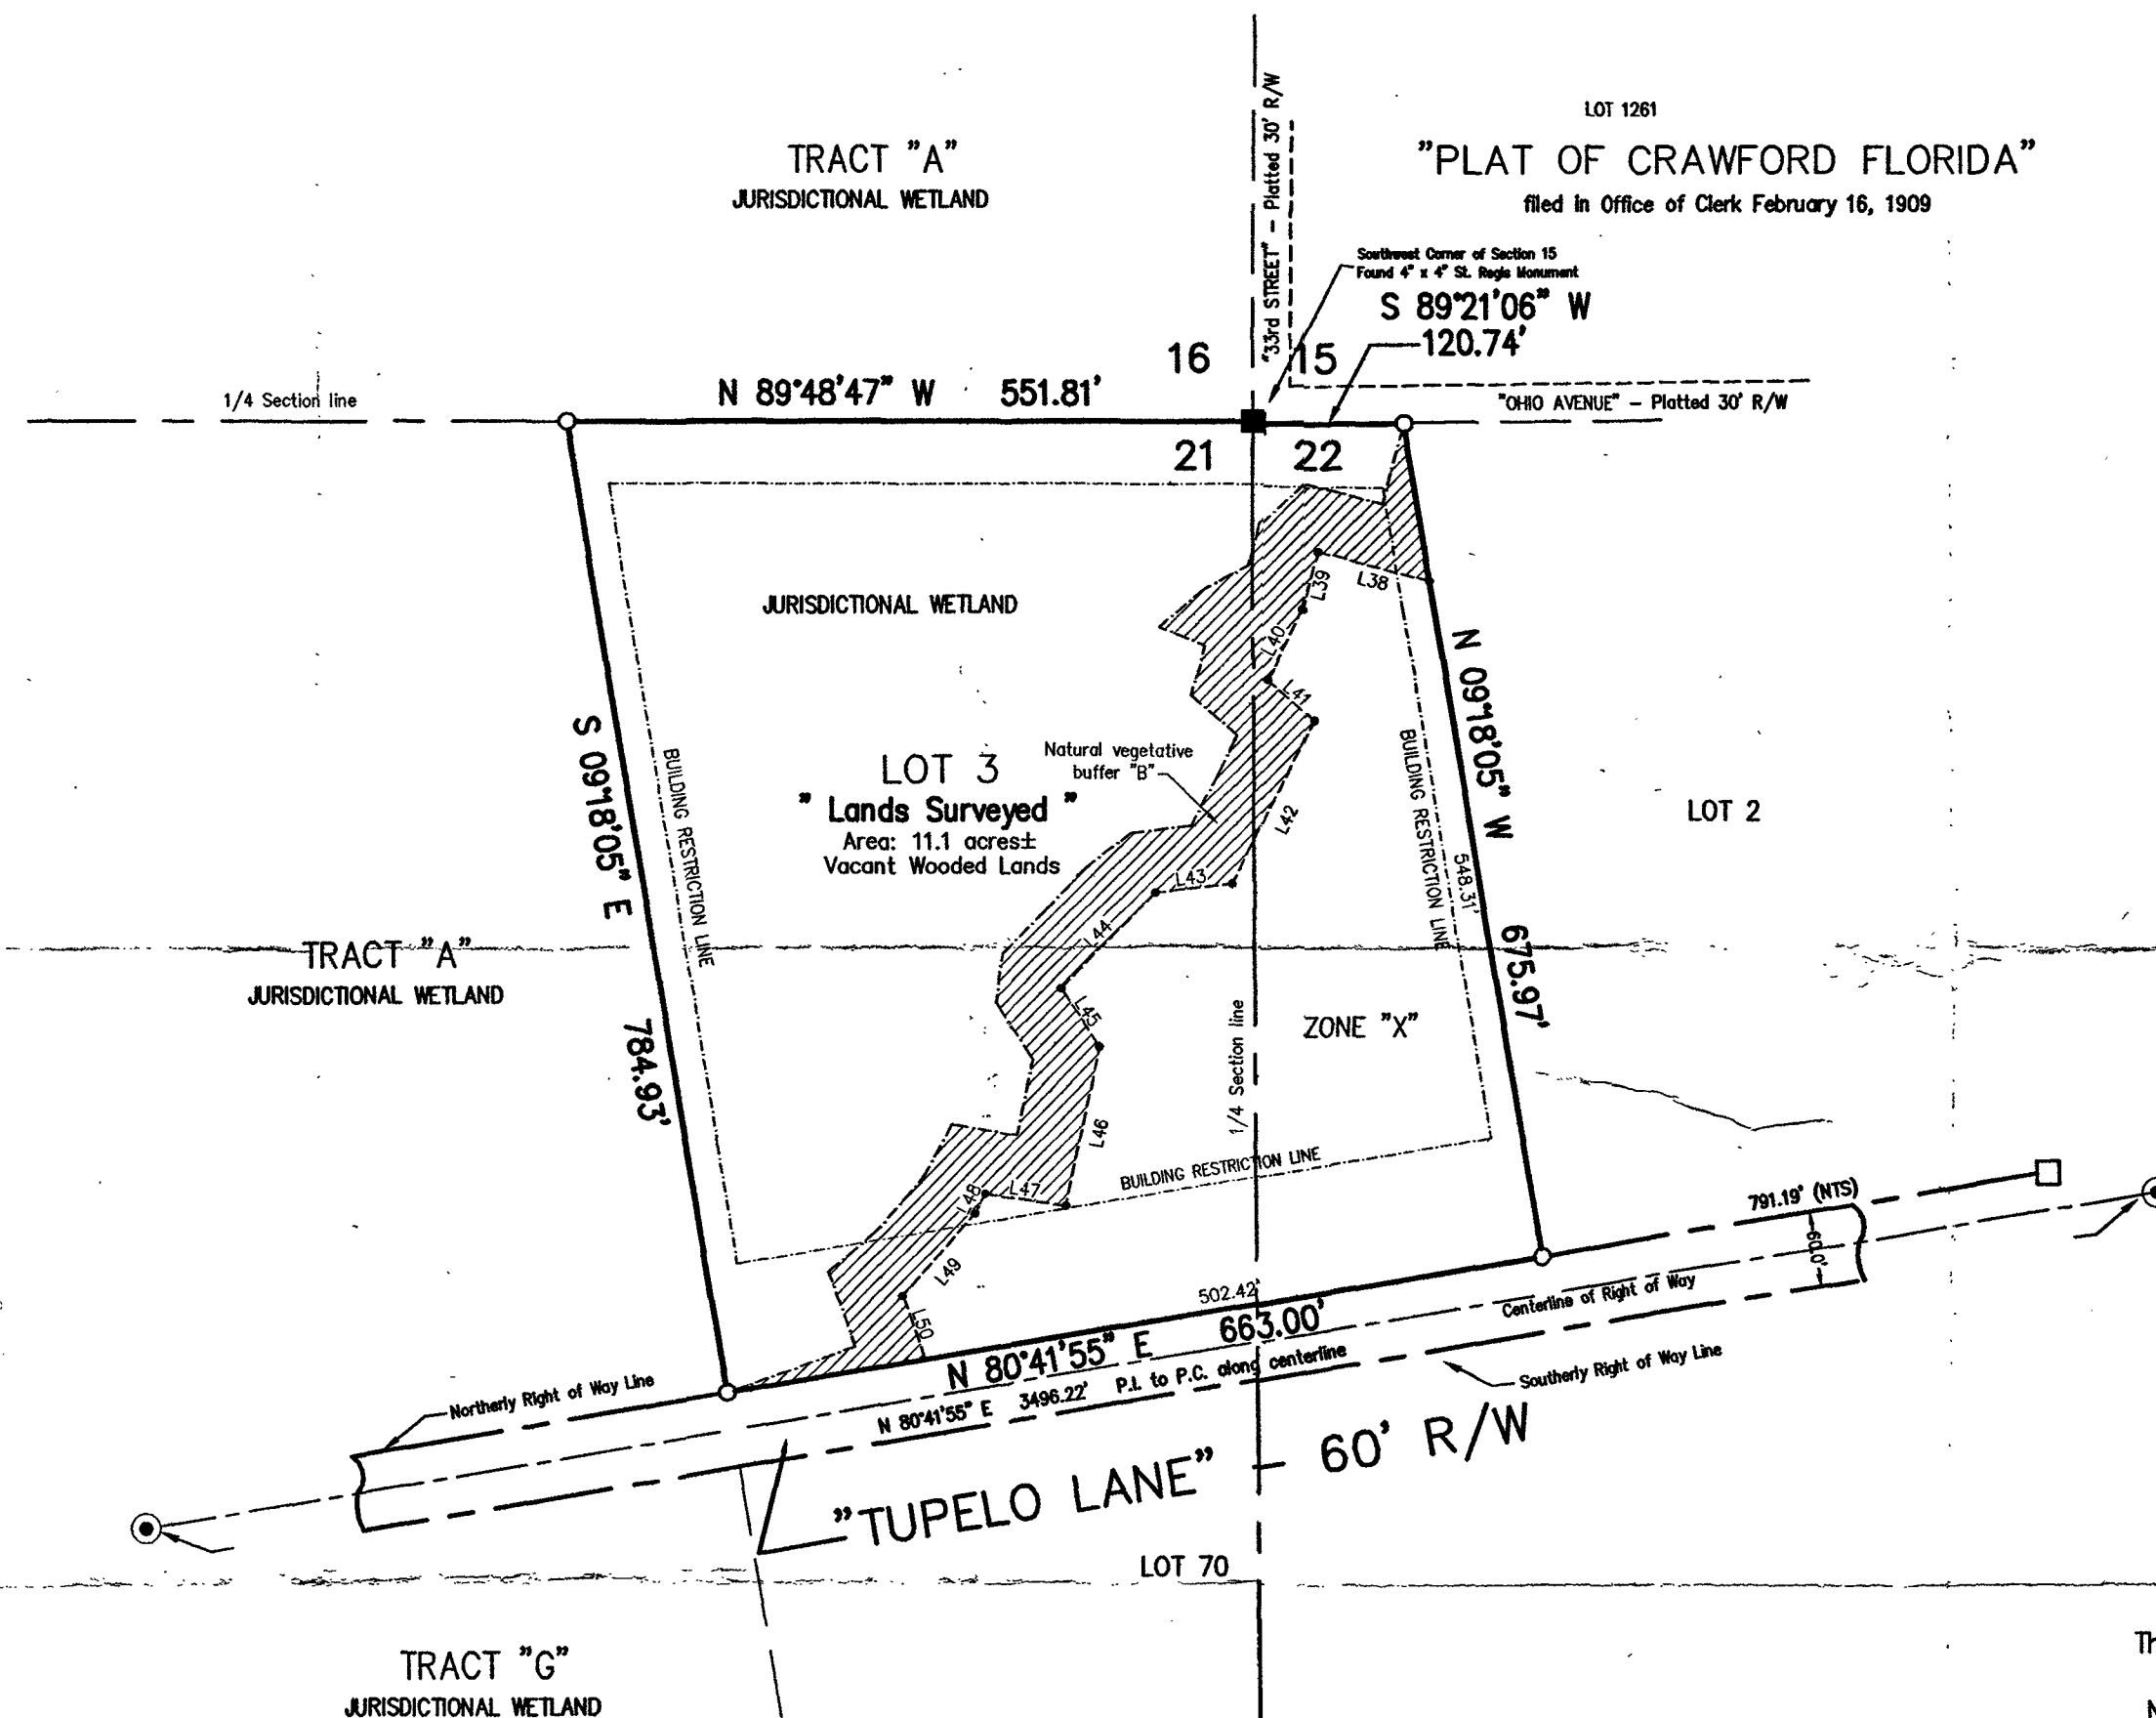 LOT 1261
"PLAT OF CRAWFORD FLORIDA"
filed in Office of Clerk February 16, 1909
TRACT "A"
JURISDICTIONAL WETLAND
"33rd STREET" - Platted 30' R/W
Southwest Corner of Section 15
Found 4" x 4" St. Regis Monument
S 89°21'06" W
120.74'
16
15
1/4 Section line
N 89°48'47" W 551.81'
"OHIO AVENUE" - Platted 30' R/W
21
22
JURISDICTIONAL WETLAND
L39
L38
L40
L41
N 09°18'05" W
548.31'
675.97'
S 09°18'05" E
784.93'
BUILDING RESTRICTION LINE
BUILDING RESTRICTION LINE
Natural vegetative
buffer "B"
LOT 3
" Lands Surveyed "
Area: 11.1 acres±
Vacant Wooded Lands
LOT 2
L42
L43
L44
TRACT "A"
JURISDICTIONAL WETLAND
L45
1/4 Section line
ZONE "X"
L46
BUILDING RESTRICTION LINE
L47
L48
L49
L50
791.19' (NTS)
60.0'
502.42'
N 80°41'55" E 663.00'
Centerline of Right of Way
N 80°41'55" E 3496.22' P.I. to P.C. along centerline
Southerly Right of Way Line
Northerly Right of Way Line
"TUPELO LANE" - 60' R/W
LOT 70
TRACT "G"
JURISDICTIONAL WETLAND
Th
N